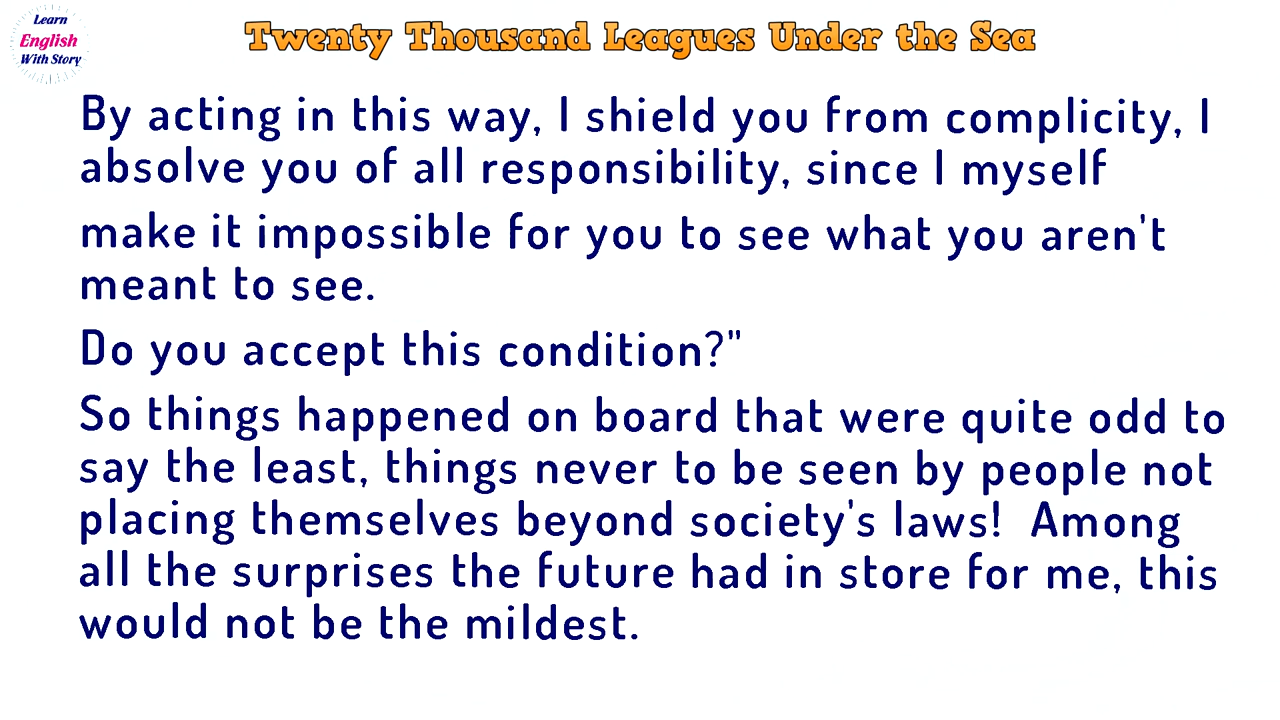 Learn
English
With Story
Twenty Thousand Leagues Under the Sea
By acting in this way, I shield you from complicity, I
absolve you of all responsibility, since I myself
make it impossible for you to see what you aren't
meant to see.
Do you accept this condition?"
So things happened on board that were quite odd to
say the least, things never to be seen by people not
placing themselves beyond society's laws!  Among
all the surprises the future had in store for me, this
would not be the mildest.